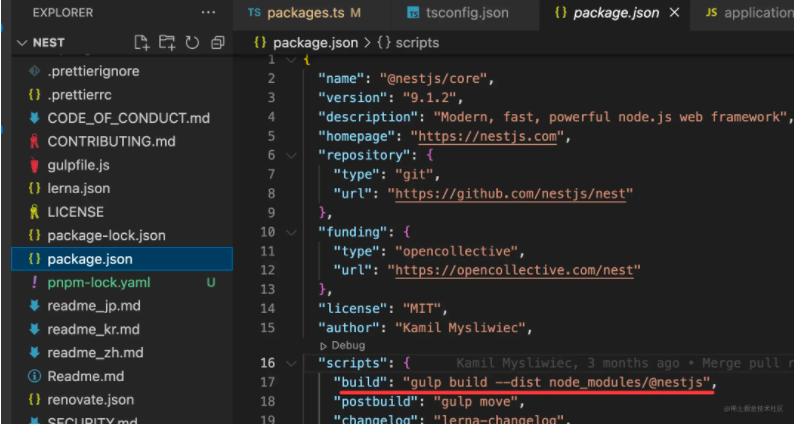 EXPLORER
TS packages.ts M
tsconfig.json
{} package.json
JS application
NEST
{} package.json > {} scripts
.prettierignore
{} .prettierrc
CODE_OF_CONDUCT.md
CONTRIBUTING.md
gulpfile.js
{} lerna.json
LICENSE
{} package-lock.json
{} package.json
! pnpm-lock.yaml U
readme_jp.md
readme_kr.md
readme_zh.md
Readme.md
{} renovate.json
SECURITY.md
1 {
2 "name": "@nestjs/core",
3 "version": "9.1.2",
4 "description": "Modern, fast, powerful node.js web framework",
5 "homepage": "https://nestjs.com",
6 "repository": {
7 "type": "git",
8 "url": "https://github.com/nestjs/nest"
9 },
10 "funding": {
11 "type": "opencollective",
12 "url": "https://opencollective.com/nest"
13 },
14 "license": "MIT",
15 "author": "Kamil Mysliwiec",
Debug
16 "scripts": { Kamil Mysliwiec, 3 months ago • Merge pull r
17 "build": "gulp build --dist node_modules/@nestjs",
18 "postbuild": "gulp move",
19 "changelog": "lerna-changelog",
@稀土掘金技术社区